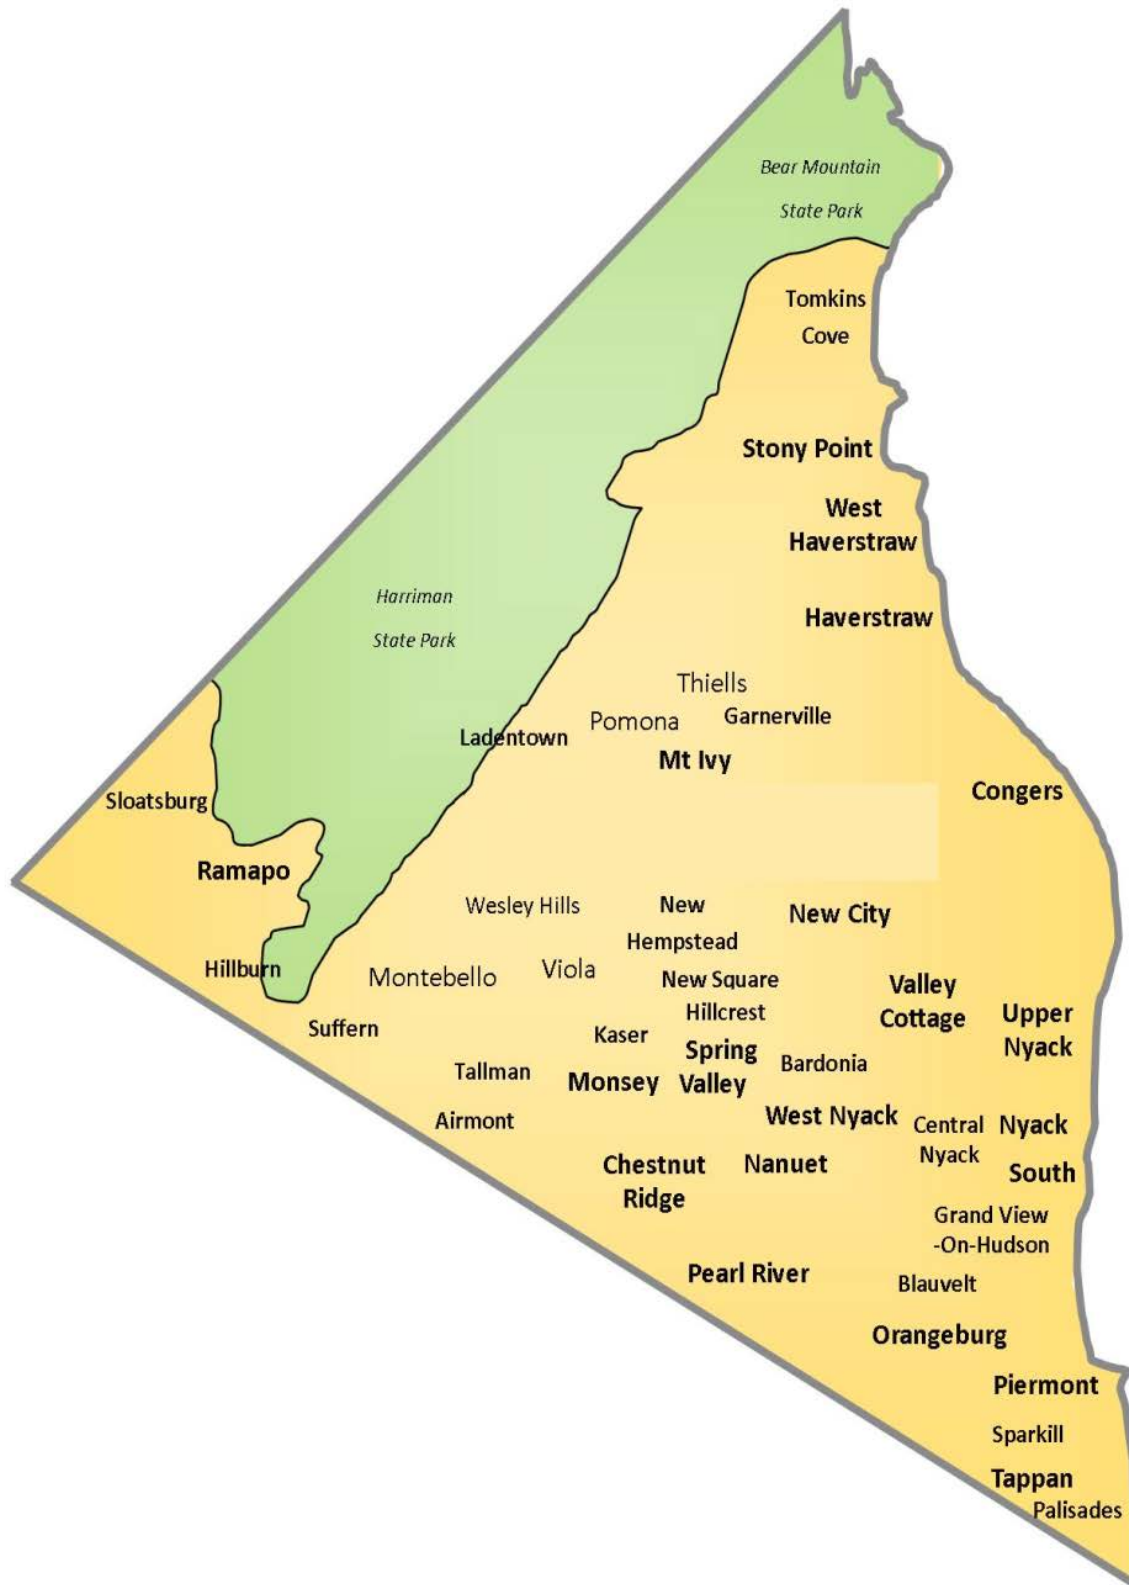 Bear Mountain
State Park
Tomkins
Cove
Stony Point
West
Haverstraw
Haverstraw
Harriman
State Park
Thiells
Pomona
Garnerville
Ladentown
Mt Ivy
Sloatsburg
Congers
Ramapo
Wesley Hills
New
Hempstead
New City
Hillburn
Montebello
Viola
New Square
Hillcrest
Valley
Cottage
Upper
Nyack
Suffern
Kaser
Spring
Valley
Bardonia
Tallman
Monsey
Airmont
West Nyack
Central
Nyack
Nyack
Chestnut
Ridge
Nanuet
South
Grand View
-On-Hudson
Pearl River
Blauvelt
Orangeburg
Piermont
Sparkill
Tappan
Palisades